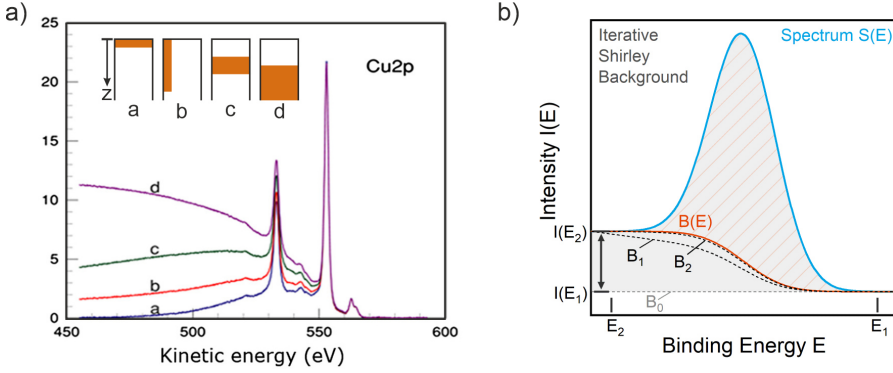 a)
25
20
15
10
5
0
450
500
550
600
Kinetic energy (eV)
Cu2p
Z
a
b
c
d
d
c
b
a
b)
Iterative
Shirley
Background
Spectrum S(E)
Intensity I(E)
I(E₂)
I(E₁)
B(E)
B₁
B₂
B₀
E₂
E₁
Binding Energy E